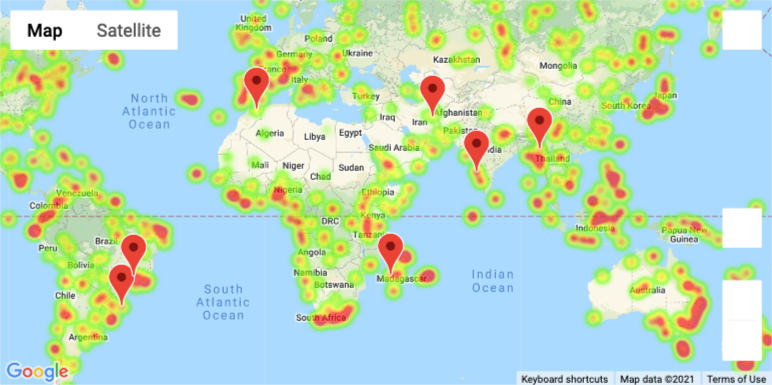 Map
Satellite
United
Kingdom
Poland
Germany
Ukraine
Kazakhstan
Mongolia
France
Italy
North
Atlantic
Ocean
Turkey
China
Japan
South Korea
Algeria
Libya
Egypt
Iraq
Iran
Afghanistan
Pakistan
India
Saudi Arabia
Thailand
Mali
Niger
Sudan
Chad
Nigeria
Ethiopia
Venezuela
Colombia
DRC
Kenya
Tanzania
Indonesia
Papua New
Guinea
Peru
Brazil
Bolivia
Angola
Namibia
Botswana
Madagascar
Indian
Ocean
South
Atlantic
Ocean
Chile
Australia
South Africa
Argentina
Google
Keyboard shortcuts
Map data ©2021
Terms of Use